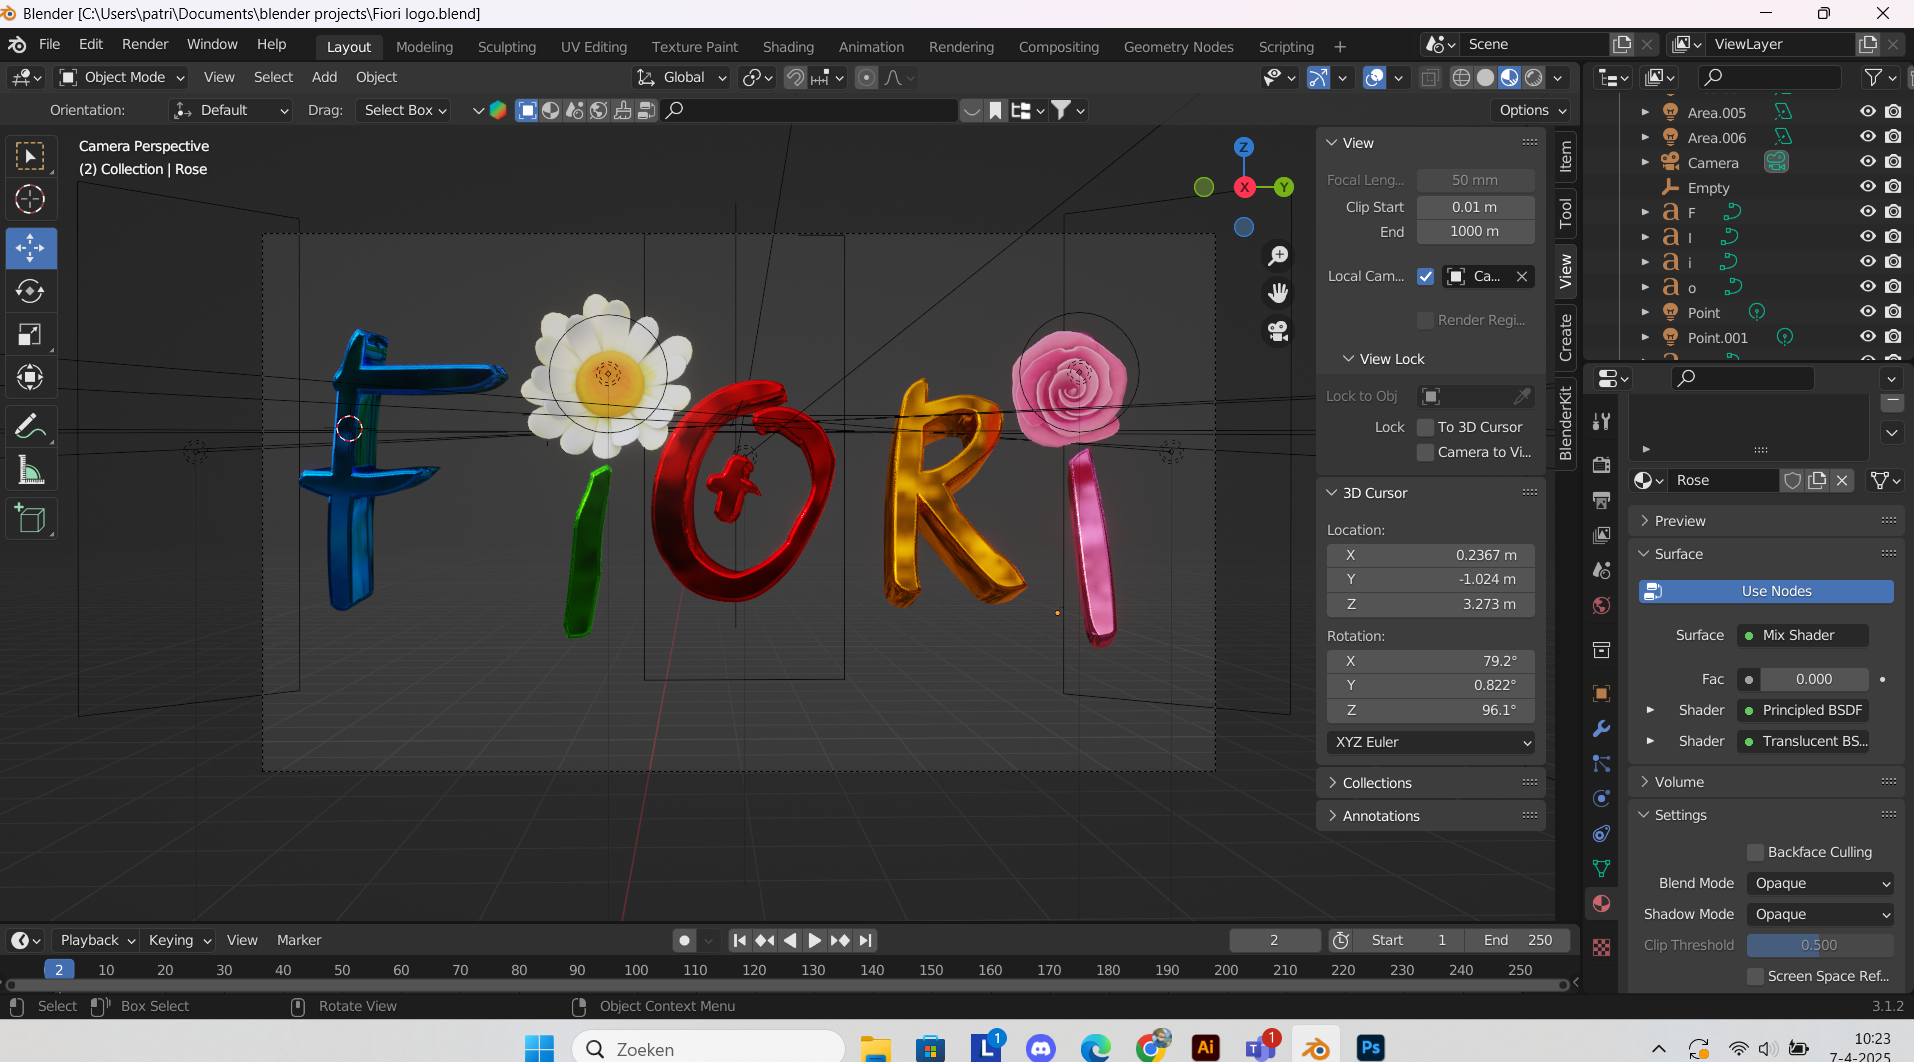 Blender [C:\Users\patri\Documents\blender projects\Fiori logo.blend]
File Edit Render Window Help
Layout Modeling Sculpting UV Editing Texture Paint Shading Animation Rendering Compositing Geometry Nodes Scripting +
Scene
ViewLayer
Object Mode View Select Add Object
Global
Orientation: Default Drag: Select Box
Options
Camera Perspective
(2) Collection | Rose
Z
X
Y
FiORi
View
Focal Leng... 50 mm
Clip Start 0.01 m
End 1000 m
Local Cam... Ca...
Render Regi...
View Lock
Lock to Obj
Lock To 3D Cursor
Camera to Vi...
3D Cursor
Location:
X 0.2367 m
Y -1.024 m
Z 3.273 m
Rotation:
X 79.2°
Y 0.822°
Z 96.1°
XYZ Euler
Collections
Annotations
Item
Tool
View
Create
BlenderKit
Area.005
Area.006
Camera
Empty
F
I
i
o
Point
Point.001
Rose
Preview
Surface
Use Nodes
Surface Mix Shader
Fac 0.000
Shader Principled BSDF
Shader Translucent BS...
Volume
Settings
Backface Culling
Blend Mode Opaque
Shadow Mode Opaque
Clip Threshold 0.500
Screen Space Ref...
Playback Keying View Marker
2 Start 1 End 250
2 10 20 30 40 50 60 70 80 90 100 110 120 130 140 150 160 170 180 190 200 210 220 230 240 250
Select Box Select Rotate View Object Context Menu
3.1.2
Zoeken
L 1
Ai
T 1
Ps
10:23
7-4-2025